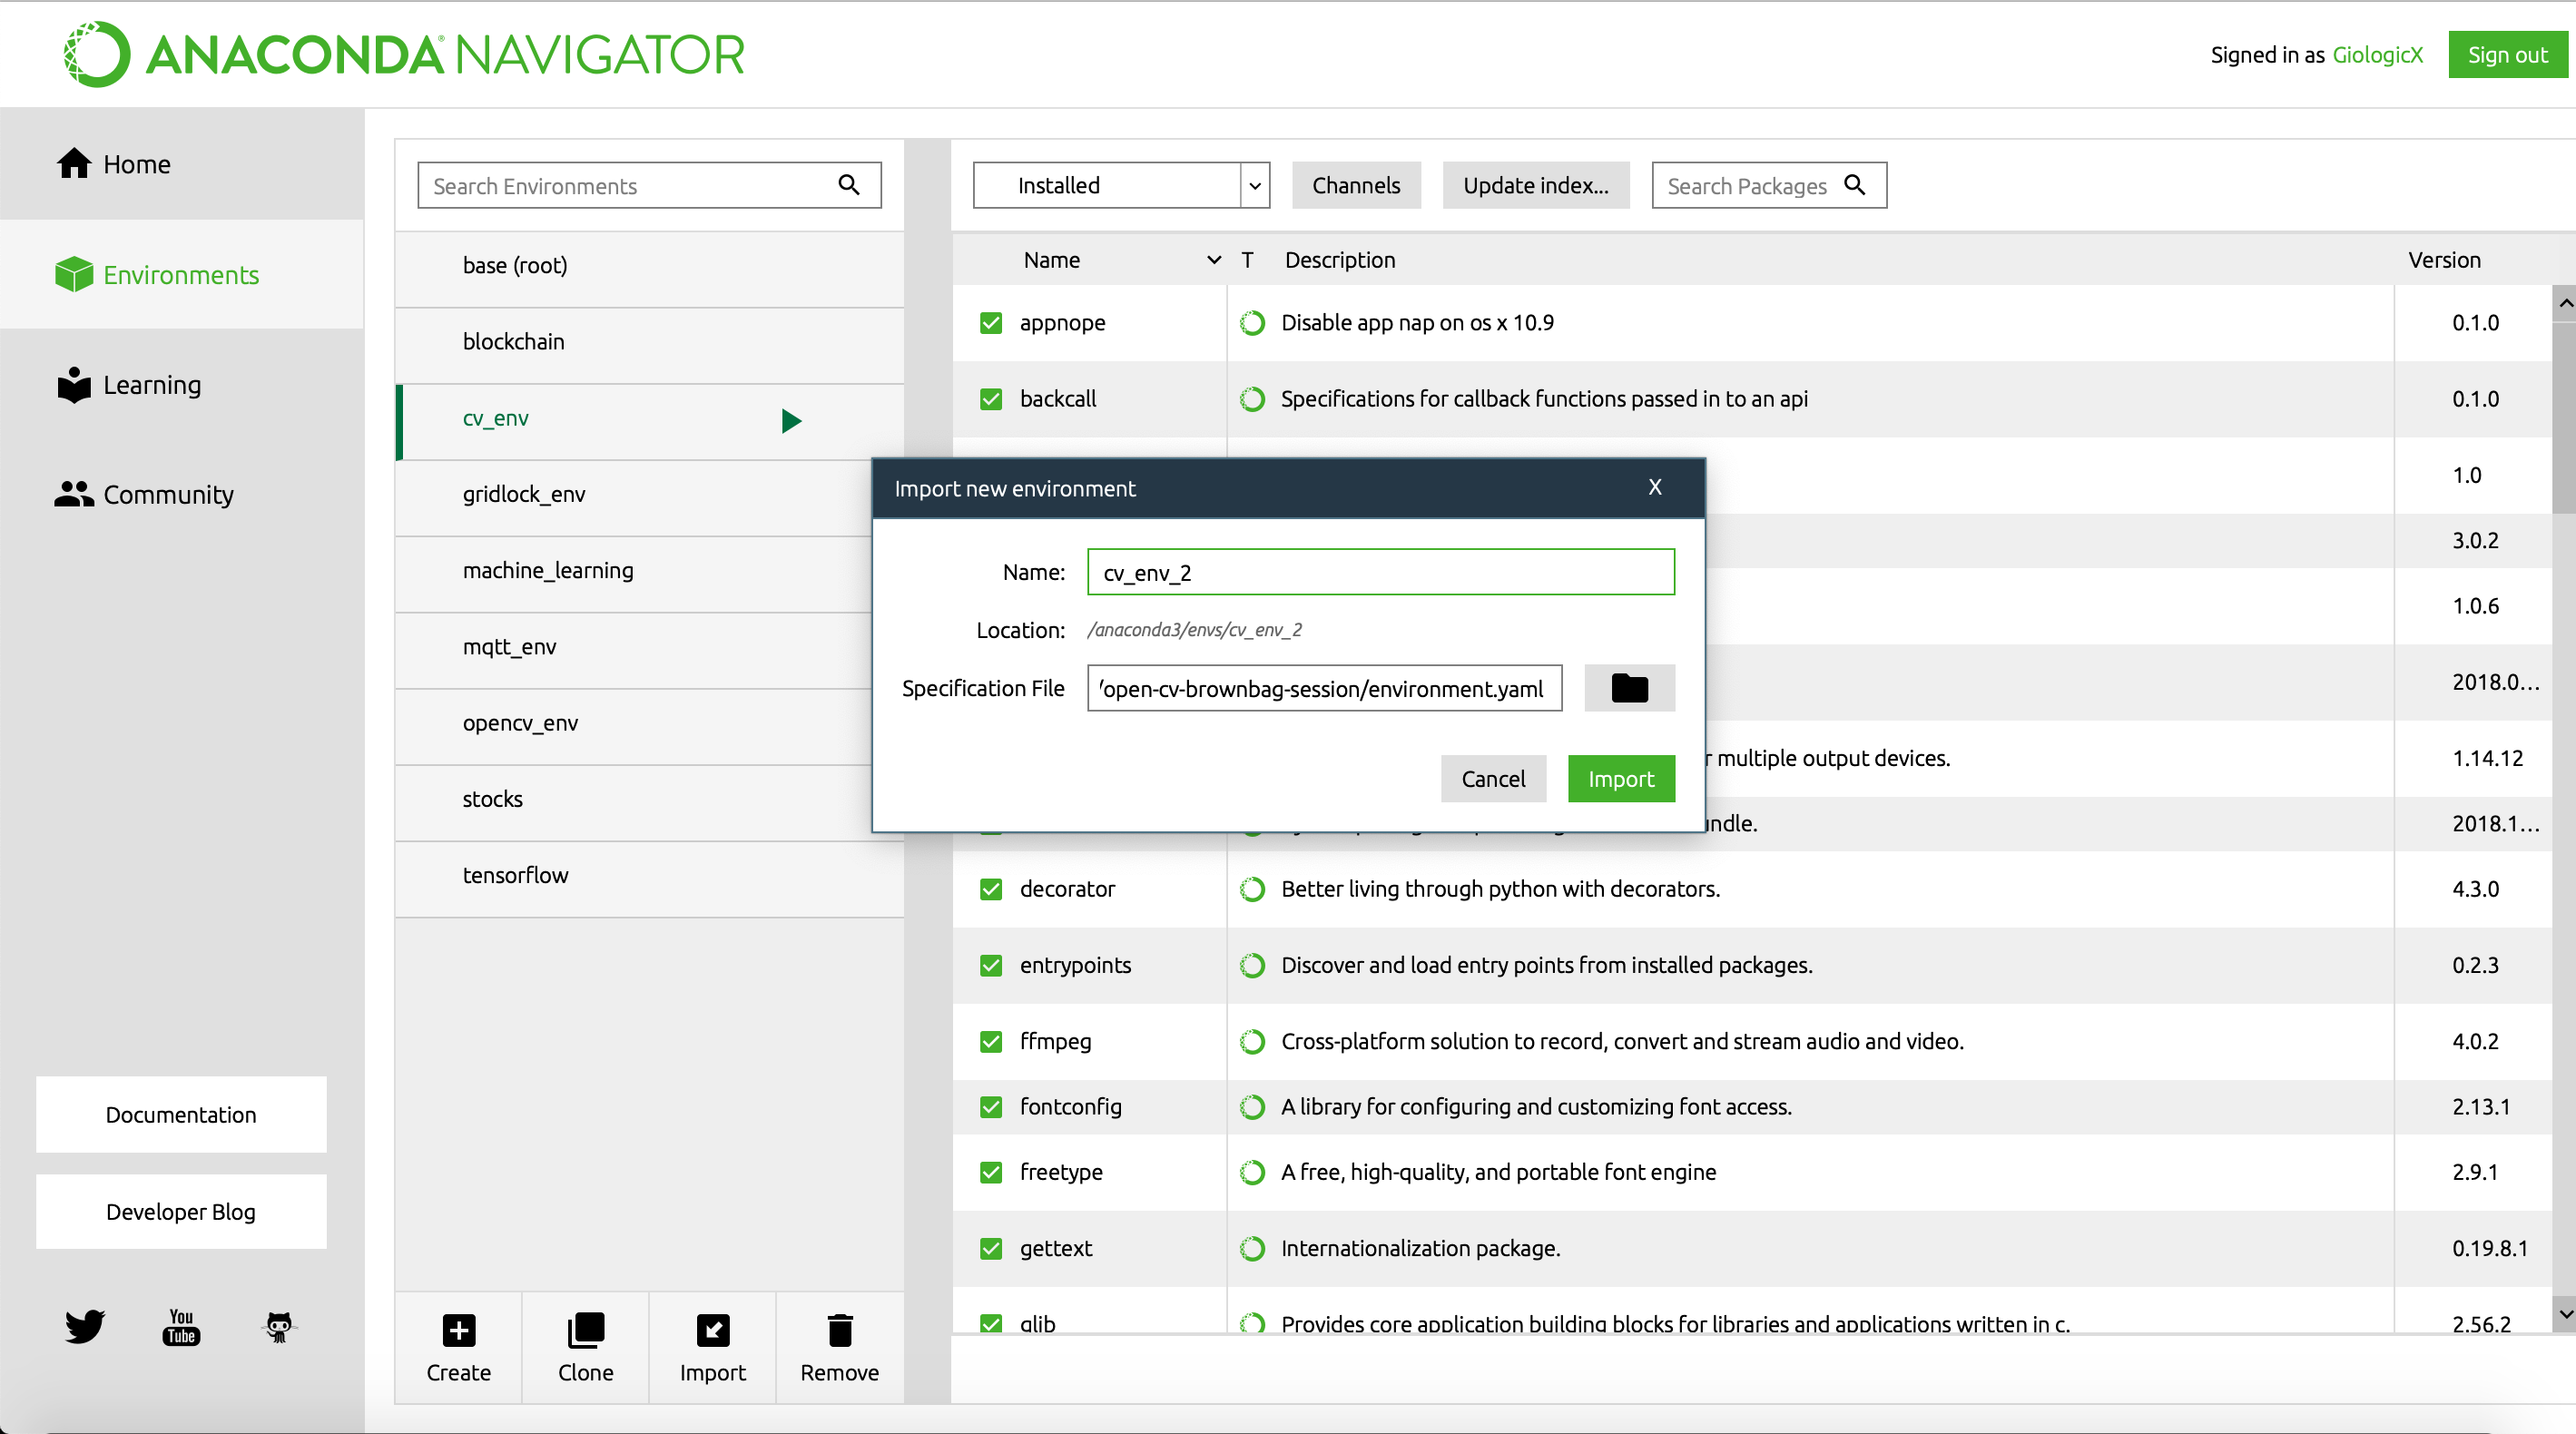 ANACONDA NAVIGATOR
Signed in as GiologicX
Sign out
Home
Environments
Learning
Community
Documentation
Developer Blog
You
Tube
Search Environments
base (root)
blockchain
cv_env
gridlock_env
machine_learning
mqtt_env
opencv_env
stocks
tensorflow
Create
Clone
Import
Remove
Installed
Channels
Update index...
Search Packages
Name T Description Version
appnope Disable app nap on os x 10.9 0.1.0
backcall Specifications for callback functions passed in to an api 0.1.0
1.0
3.0.2
1.0.6
2018.0...
multiple output devices. 1.14.12
2018.1...
decorator Better living through python with decorators. 4.3.0
entrypoints Discover and load entry points from installed packages. 0.2.3
ffmpeg Cross-platform solution to record, convert and stream audio and video. 4.0.2
fontconfig A library for configuring and customizing font access. 2.13.1
freetype A free, high-quality, and portable font engine 2.9.1
gettext Internationalization package. 0.19.8.1
glib Provides core application building blocks for libraries and applications written in c. 2.56.2
Import new environment X
Name: cv_env_2
Location: /anaconda3/envs/cv_env_2
Specification File /open-cv-brownbag-session/environment.yaml
Cancel
Import